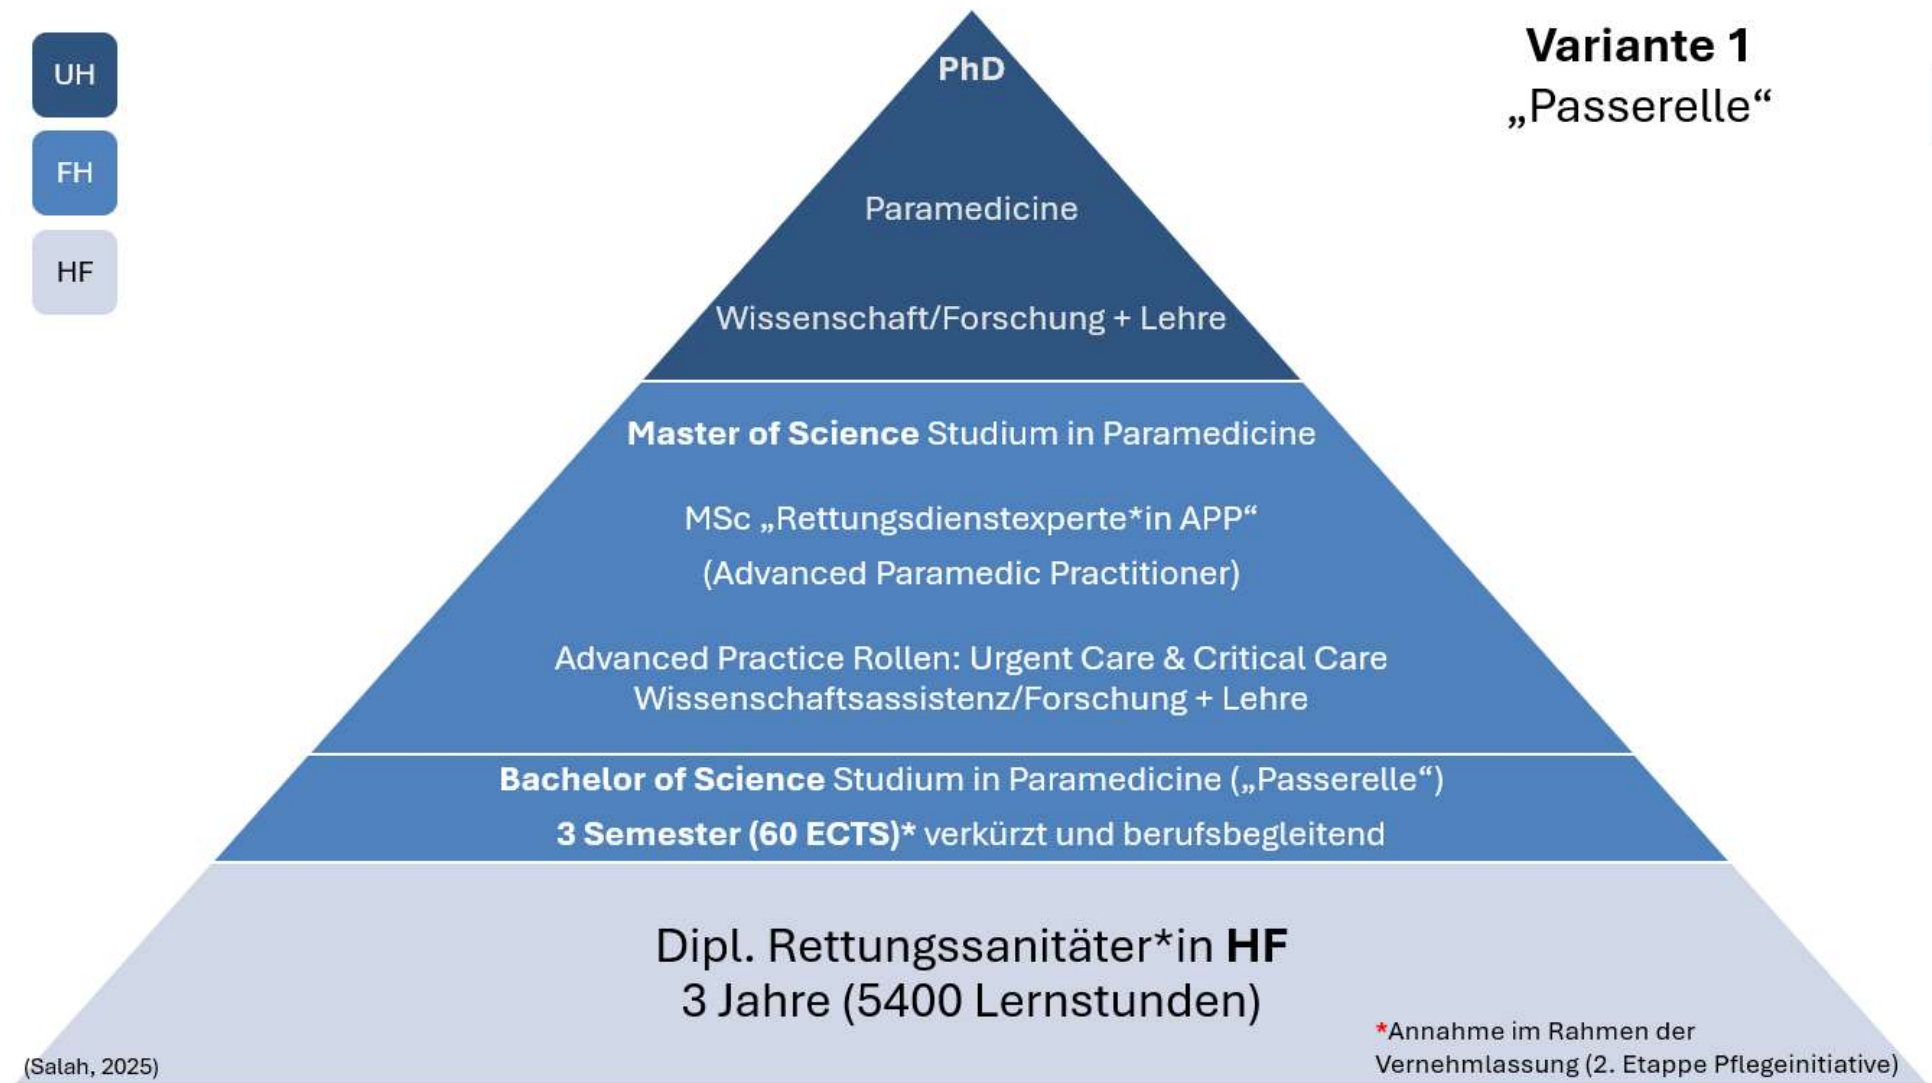 UH
FH
HF
Variante 1
„Passerelle“
PhD
Paramedicine
Wissenschaft/Forschung + Lehre
Master of Science Studium in Paramedicine
MSc „Rettungsdienstexperte*in APP“
(Advanced Paramedic Practitioner)
Advanced Practice Rollen: Urgent Care & Critical Care
Wissenschaftsassistenz/Forschung + Lehre
Bachelor of Science Studium in Paramedicine („Passerelle“)
3 Semester (60 ECTS)* verkürzt und berufsbegleitend
Dipl. Rettungssanitäter*in HF
3 Jahre (5400 Lernstunden)
*Annahme im Rahmen der
Vernehmlassung (2. Etappe Pflegeinitiative)
(Salah, 2025)